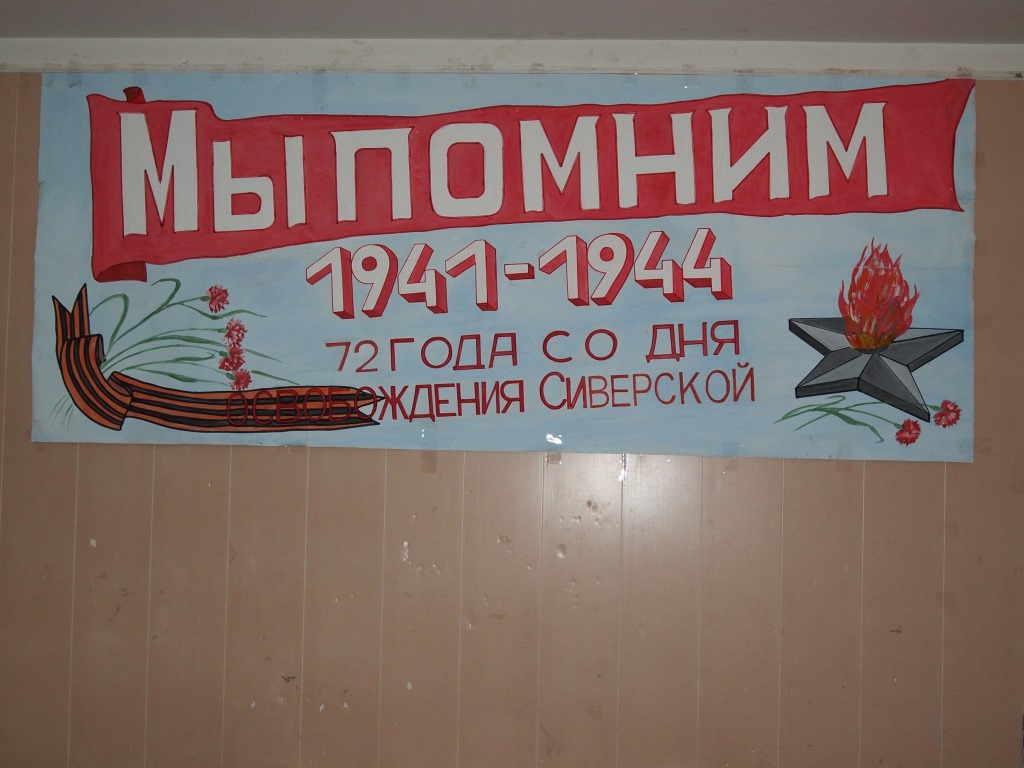 Мы помним
1941-1944
72 года со дня
освобождения Сиверской